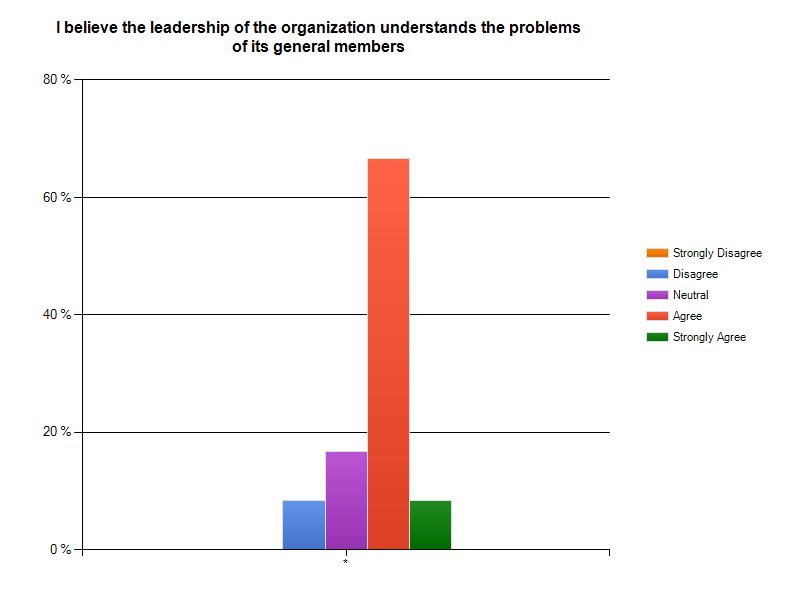 I believe the leadership of the organization understands the problems
of its general members
80 %
60 %
40 %
20 %
0 %
*
Strongly Disagree
Disagree
Neutral
Agree
Strongly Agree